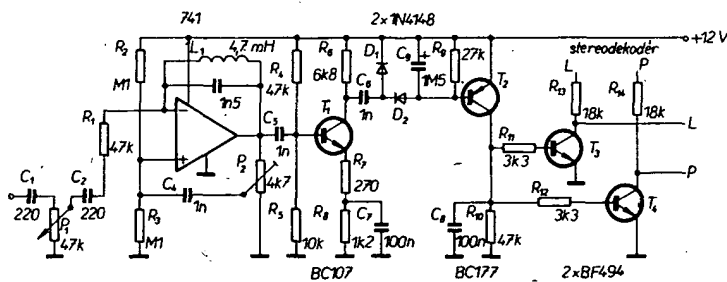 741 2×1N4148
+12V
R2 M1
L1 4,7 mH
R4
R6 6k8
D1
C9 1M5
R9 27k
stereodekodér
L P
R13 18k
R14 18k
1n5
47k
C6 1n
D2
T2
R1 47k
C5 1n
T1
R11 3k3
T3
L
C1 220
C2 220
P1 47k
C4 1n
P2 4k7
R7 270
P
R12 3k3
T4
R3 M1
R5 10k
R8 1k2
C7 100n
C8 100n
R10 47k
BC107 BC177 2×BF494